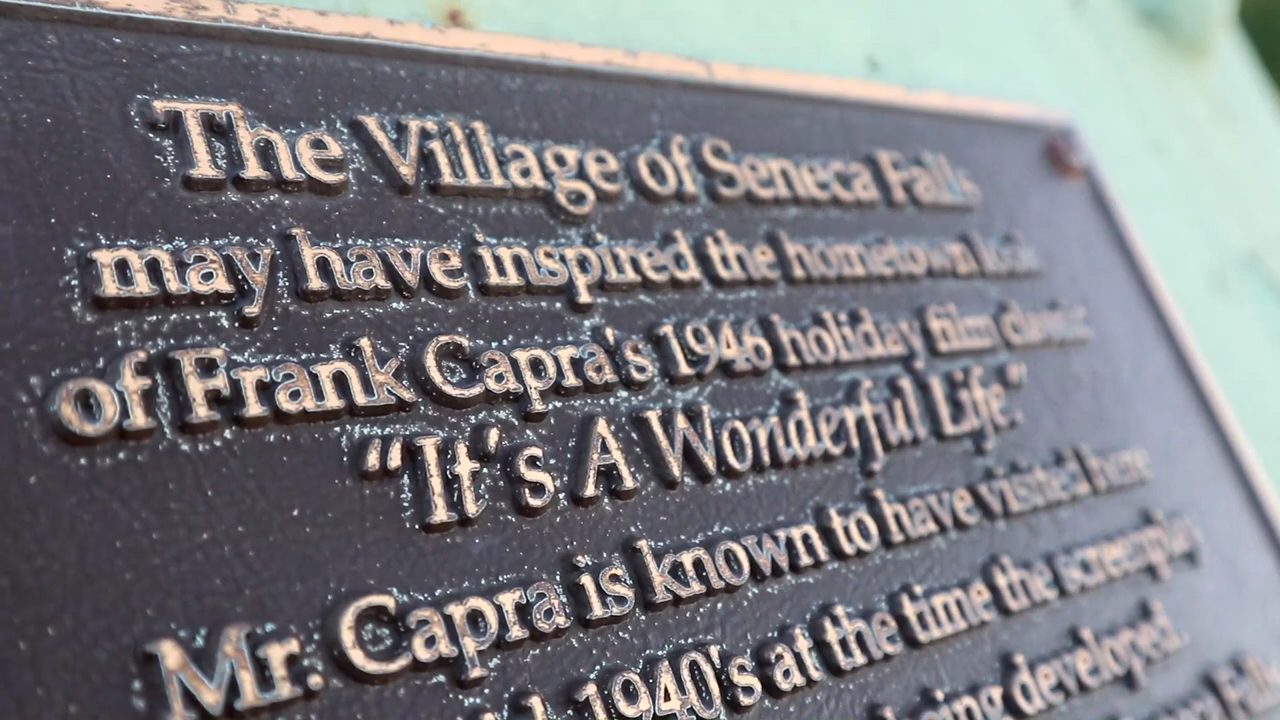 The Village of Seneca Falls
may have inspired the hometown look
of Frank Capra's 1946 holiday film classic
“It's A Wonderful Life.”
Mr. Capra is known to have visited here
1940's at the time the screenplay
being developed.
Falls